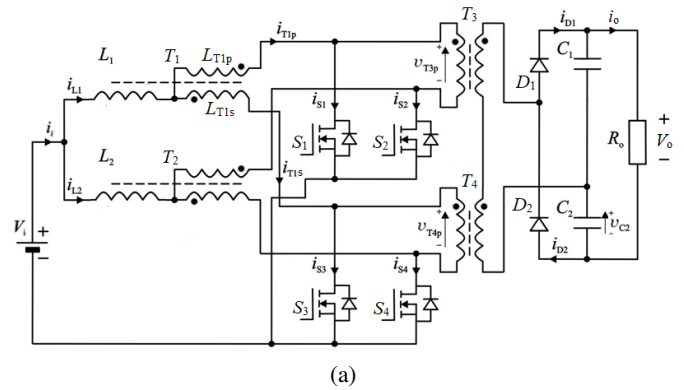 i_T1p T_3 i_D1 i_o
L_1 T_1 L_T1p C_1
i_L1 v_T3p + − D_1
L_T1s i_S1 i_S2
i_i S_1 S_2 R_o + V_o −
L_2 T_2 i_T1s
i_L2 T_4 D_2 C_2
V_i + − v_T4p + − + v_C2 −
i_S3 i_S4 i_D2
S_3 S_4
(a)